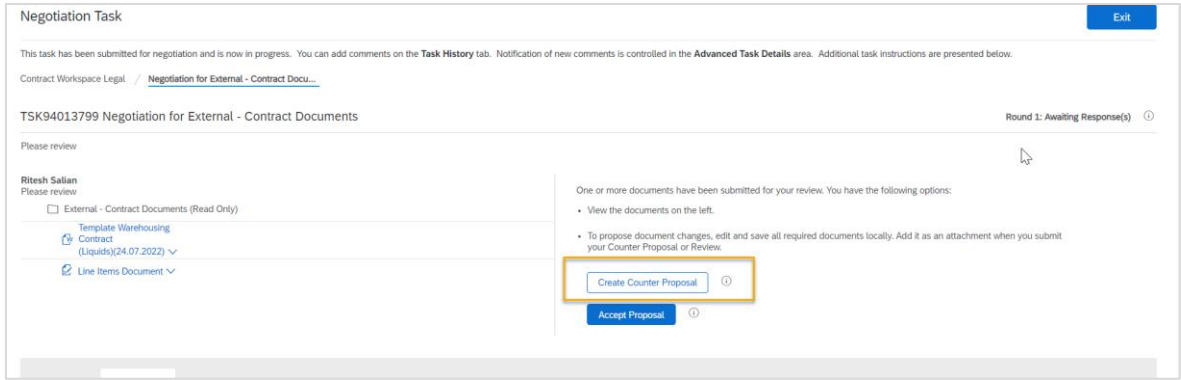 Negotiation Task
Exit
This task has been submitted for negotiation and is now in progress. You can add comments on the Task History tab. Notification of new comments is controlled in the Advanced Task Details area. Additional task instructions are presented below.
Contract Workspace Legal / Negotiation for External - Contract Docu...
TSK94013799 Negotiation for External - Contract Documents
Round 1: Awaiting Response(s)
Please review
Ritesh Salian
Please review
External - Contract Documents (Read Only)
Template Warehousing
Contract
(Liquids)(24.07.2022)
Line Items Document
One or more documents have been submitted for your review. You have the following options:
• View the documents on the left.
• To propose document changes, edit and save all required documents locally. Add it as an attachment when you submit
your Counter Proposal or Review.
Create Counter Proposal
Accept Proposal